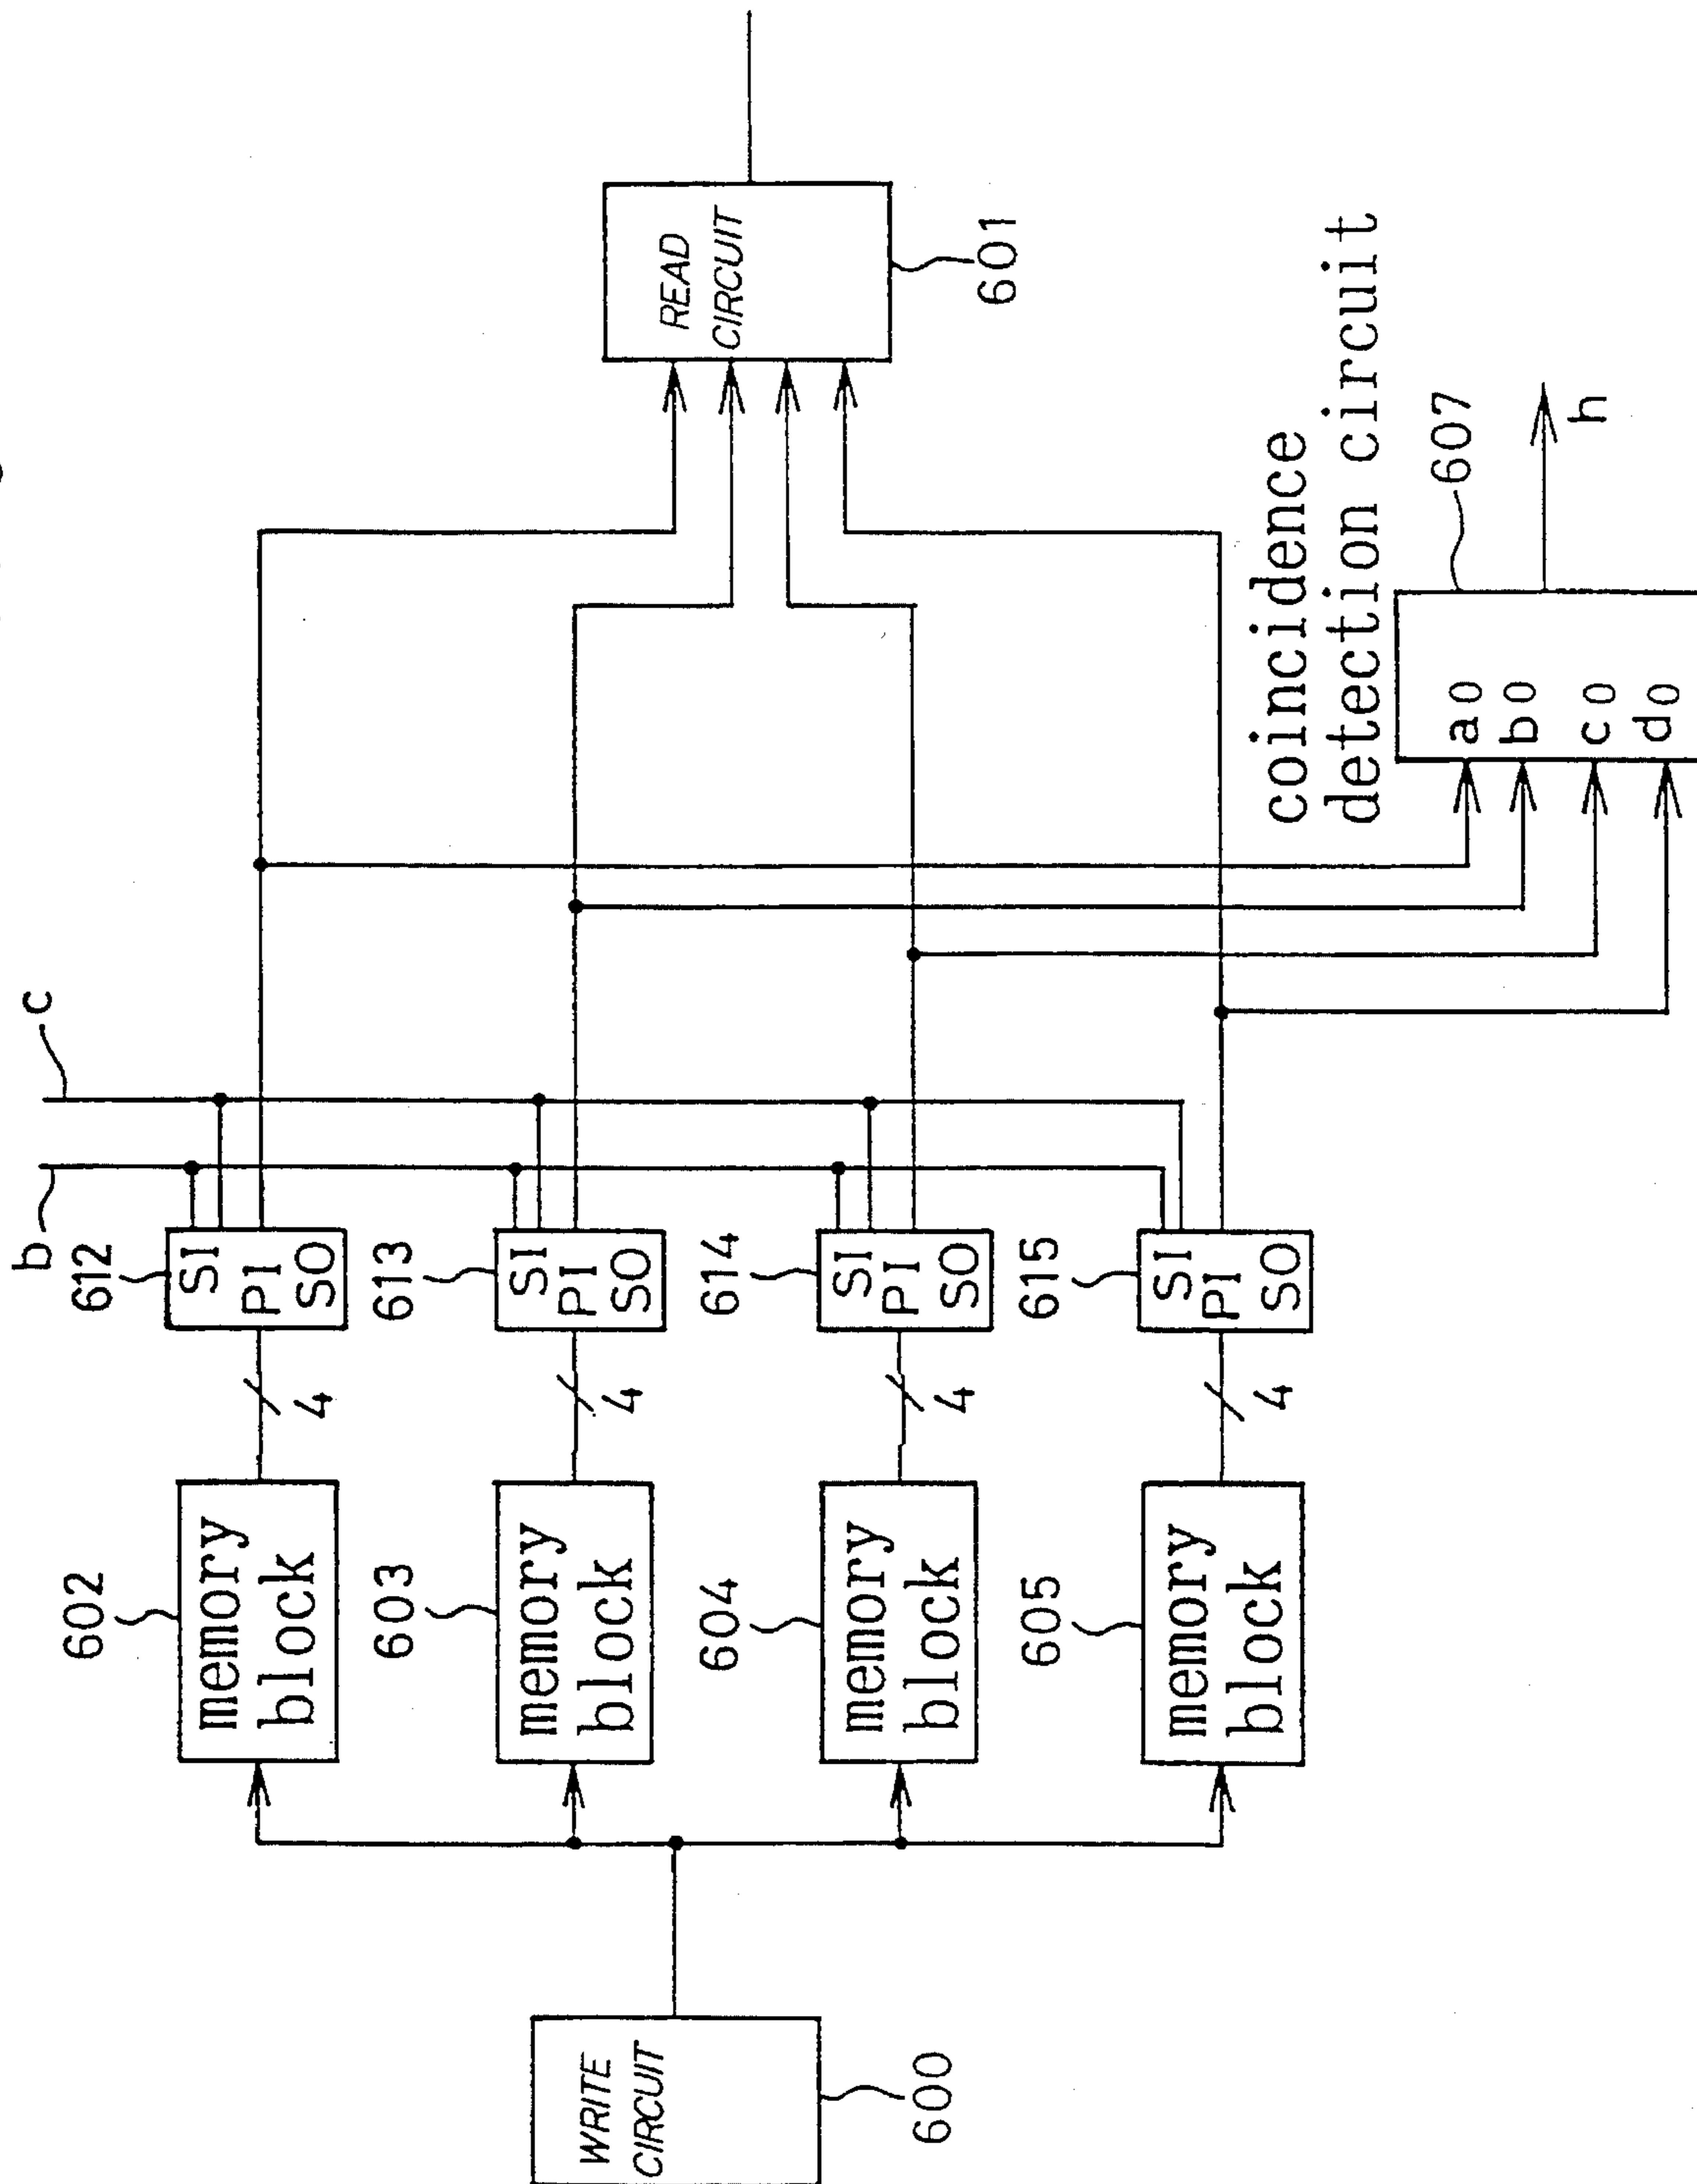 b
c
602
612
memory
block
4
SI
PI
SO
603
613
memory
block
4
SI
PI
SO
WRITE
CIRCUIT
600
READ
CIRCUIT
601
604
614
memory
block
4
SI
PI
SO
605
615
memory
block
4
SI
PI
SO
coincidence
detection circuit
607
a0
b0
c0
d0
h